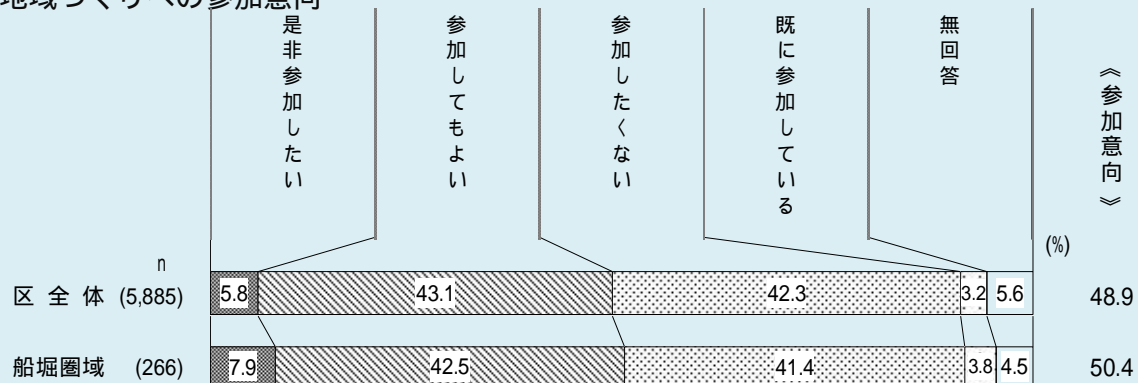 地域づくりへの参加意向
是非参加したい
参加してもよい
参加したくない
既に参加している
無回答
《参加意向》
(%)
n
区全体 (5,885) 5.8 43.1 42.3 3.2 5.6 48.9
船堀圏域 (266) 7.9 42.5 41.4 3.8 4.5 50.4